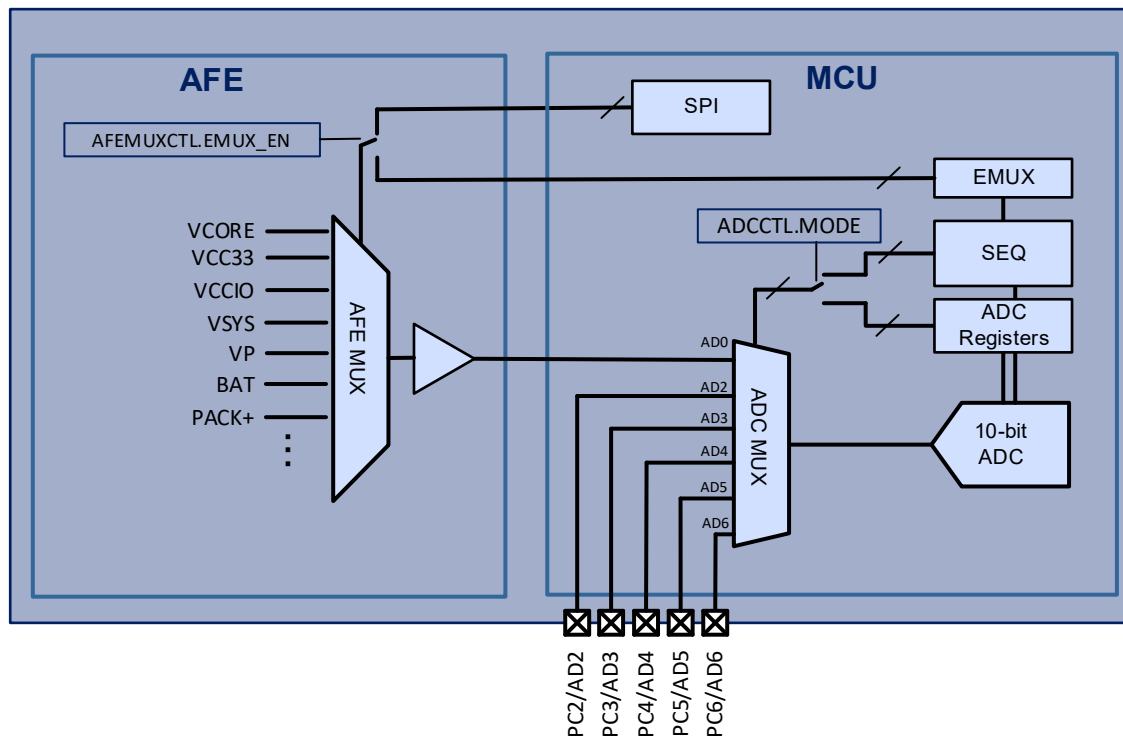 AFE
MCU
SPI
AFEMUXCTL.EMUX_EN
EMUX
ADCCTL.MODE
SEQ
ADC
Registers
VCORE
VCC33
VCCIO
VSYS
VP
BAT
PACK+
AFE MUX
AD0
AD2
AD3
AD4
AD5
AD6
ADC MUX
10-bit
ADC
PC2/AD2
PC3/AD3
PC4/AD4
PC5/AD5
PC6/AD6